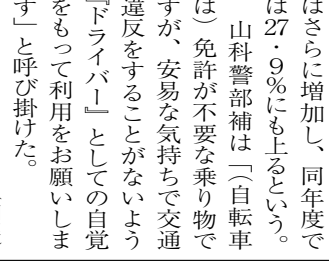 はさらに増加し、同年度で
は27・9％にも上るという。
山科警部補は「（自転車
は）免許が不要な乗り物で
すが、安易な気持ちで交通
違反をすることがないよう
『ドライバー』としての自覚
をもって利用をお願いしま
す」と呼び掛けた。